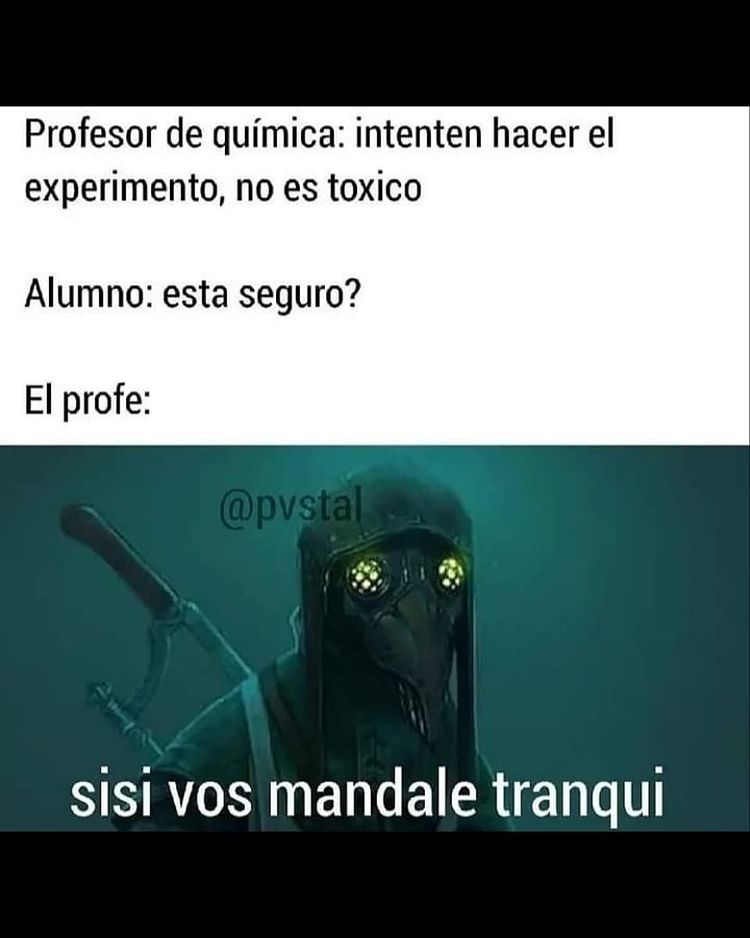 Profesor de química: intenten hacer el
experimento, no es toxico
Alumno: esta seguro?
El profe:
@pvstal
sisi vos mandale tranqui